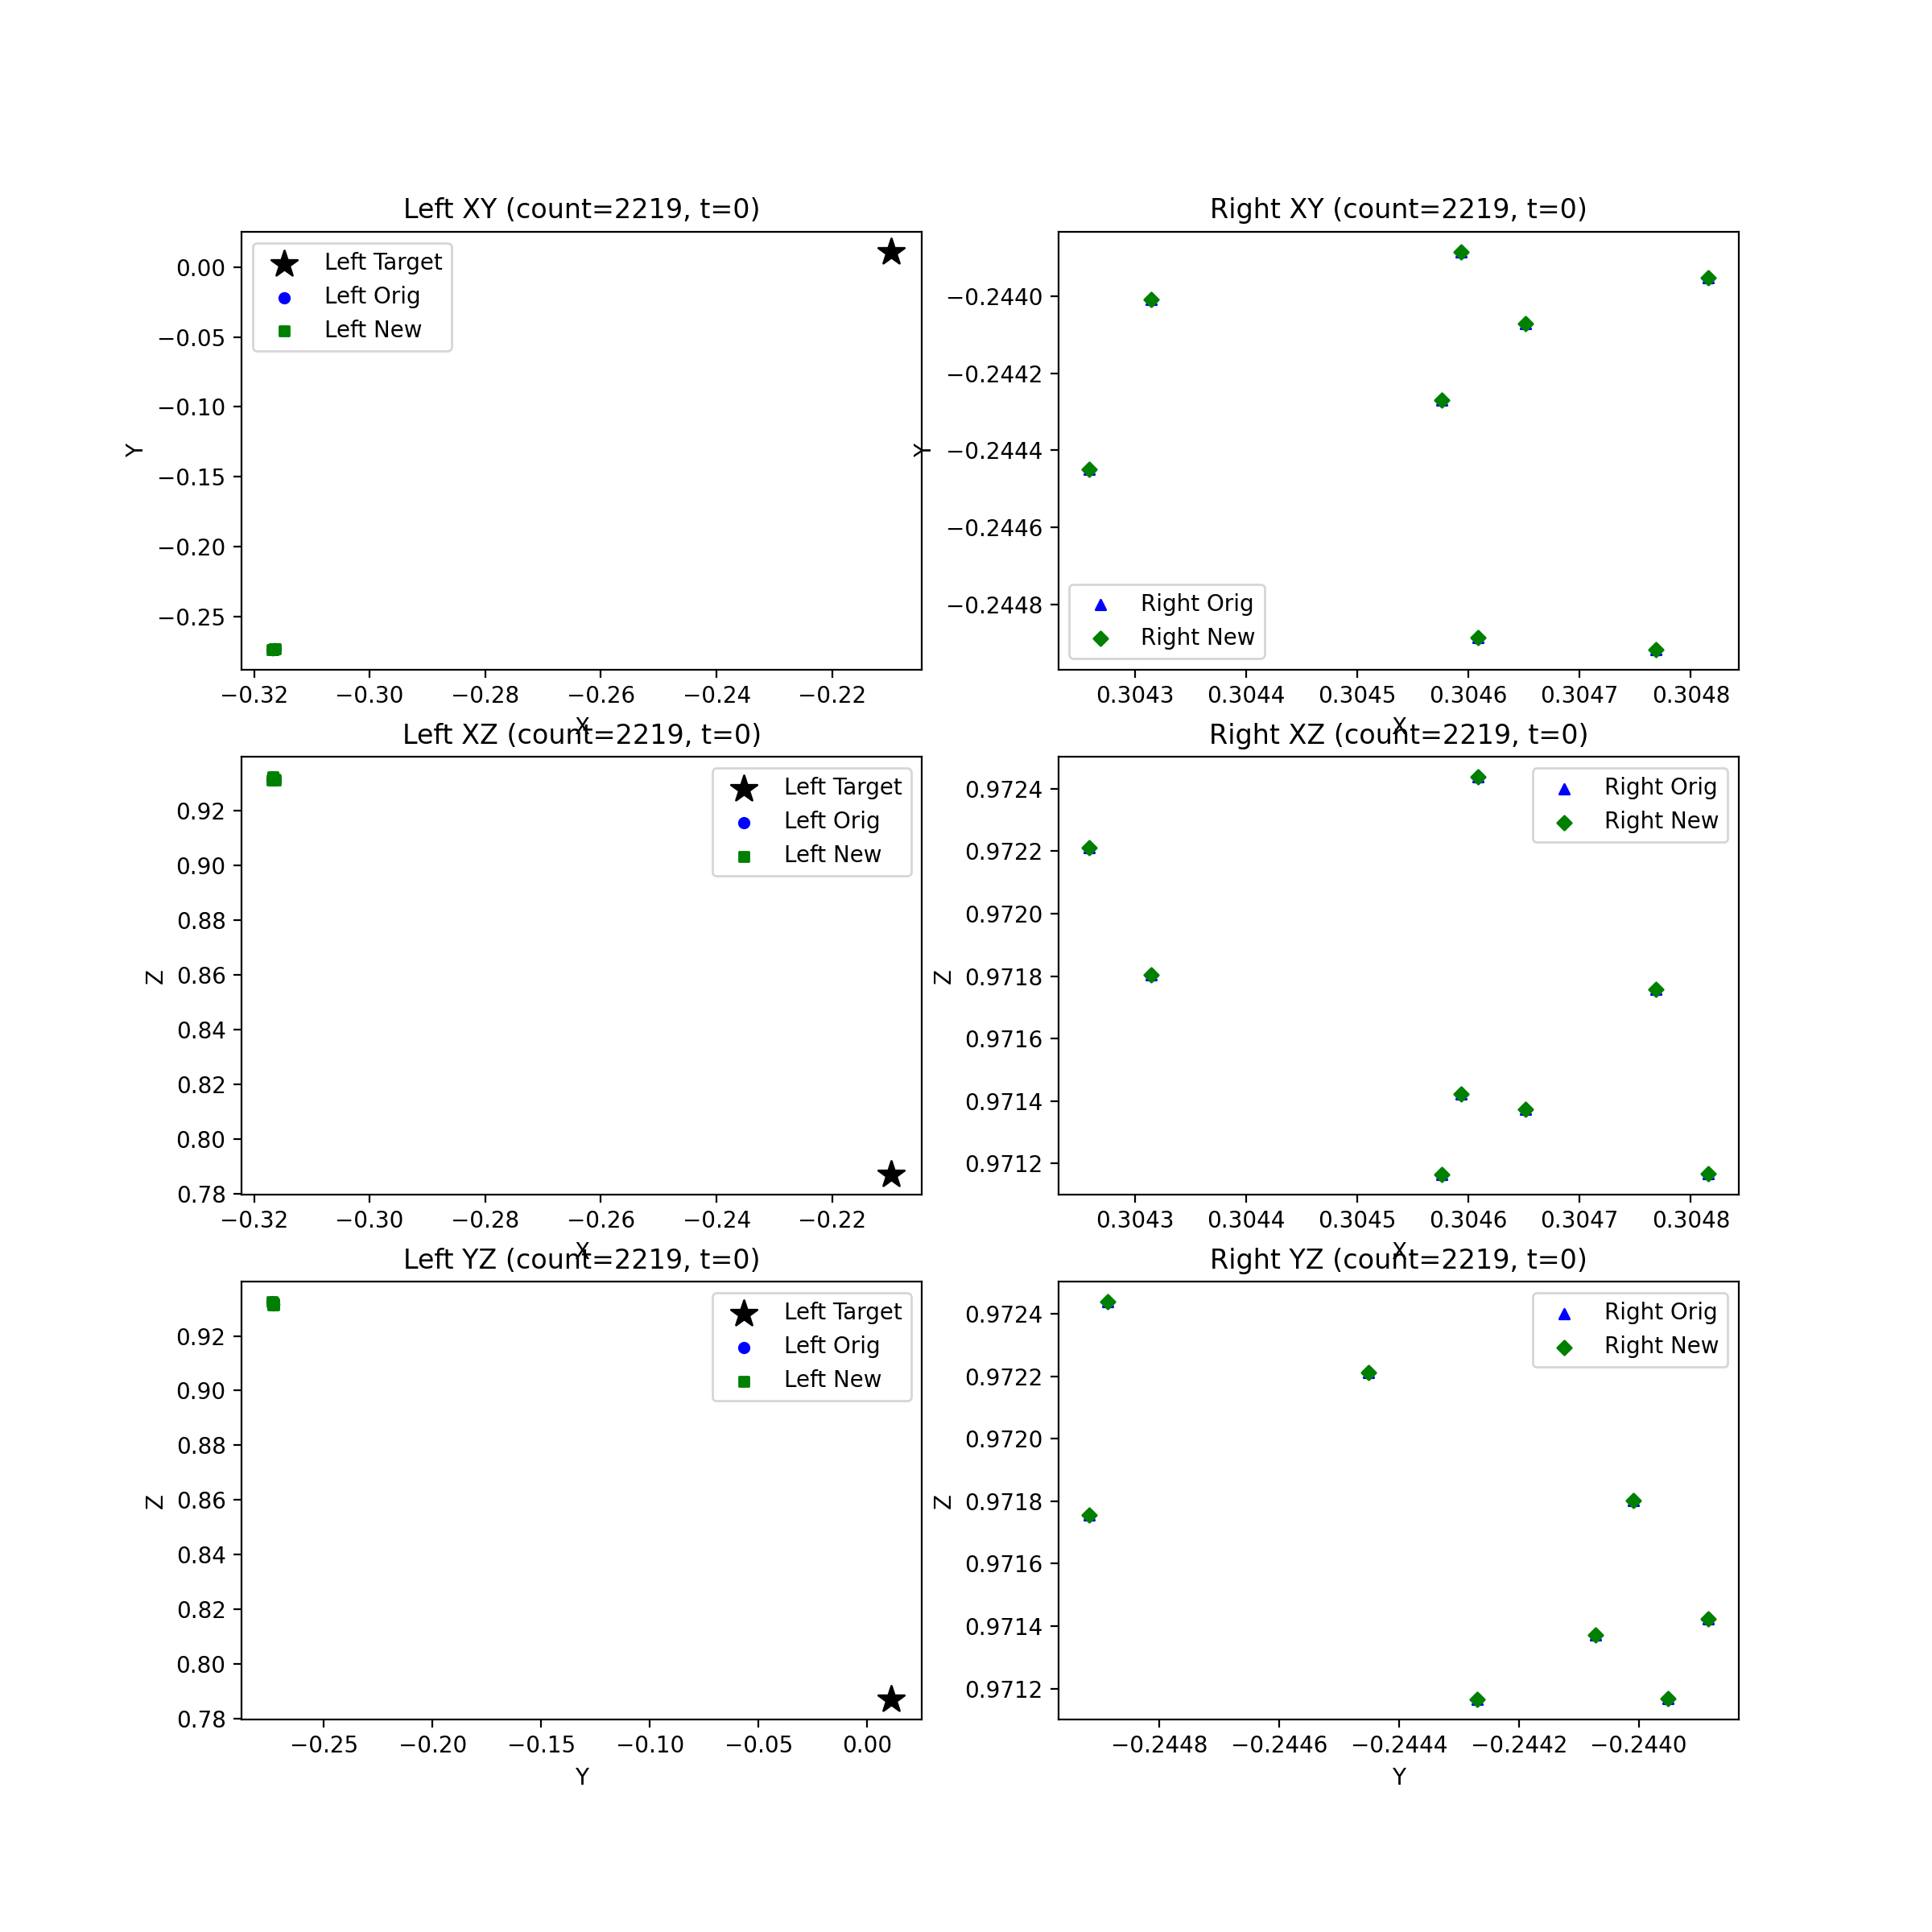 Left XY (count=2219, t=0)
Left Target
Left Orig
Left New
0.00
−0.05
−0.10
−0.15
−0.20
−0.25
Y
−0.32 −0.30 −0.28 −0.26 −0.24 −0.22
X
Right XY (count=2219, t=0)
Right Orig
Right New
−0.2440
−0.2442
−0.2444
−0.2446
−0.2448
Y
0.3043 0.3044 0.3045 0.3046 0.3047 0.3048
X
Left XZ (count=2219, t=0)
Left Target
Left Orig
Left New
0.92
0.90
0.88
0.86
0.84
0.82
0.80
0.78
Z
−0.32 −0.30 −0.28 −0.26 −0.24 −0.22
X
Right XZ (count=2219, t=0)
Right Orig
Right New
0.9724
0.9722
0.9720
0.9718
0.9716
0.9714
0.9712
Z
0.3043 0.3044 0.3045 0.3046 0.3047 0.3048
X
Left YZ (count=2219, t=0)
Left Target
Left Orig
Left New
0.92
0.90
0.88
0.86
0.84
0.82
0.80
0.78
Z
−0.25 −0.20 −0.15 −0.10 −0.05 0.00
Y
Right YZ (count=2219, t=0)
Right Orig
Right New
0.9724
0.9722
0.9720
0.9718
0.9716
0.9714
0.9712
Z
−0.2448 −0.2446 −0.2444 −0.2442 −0.2440
Y